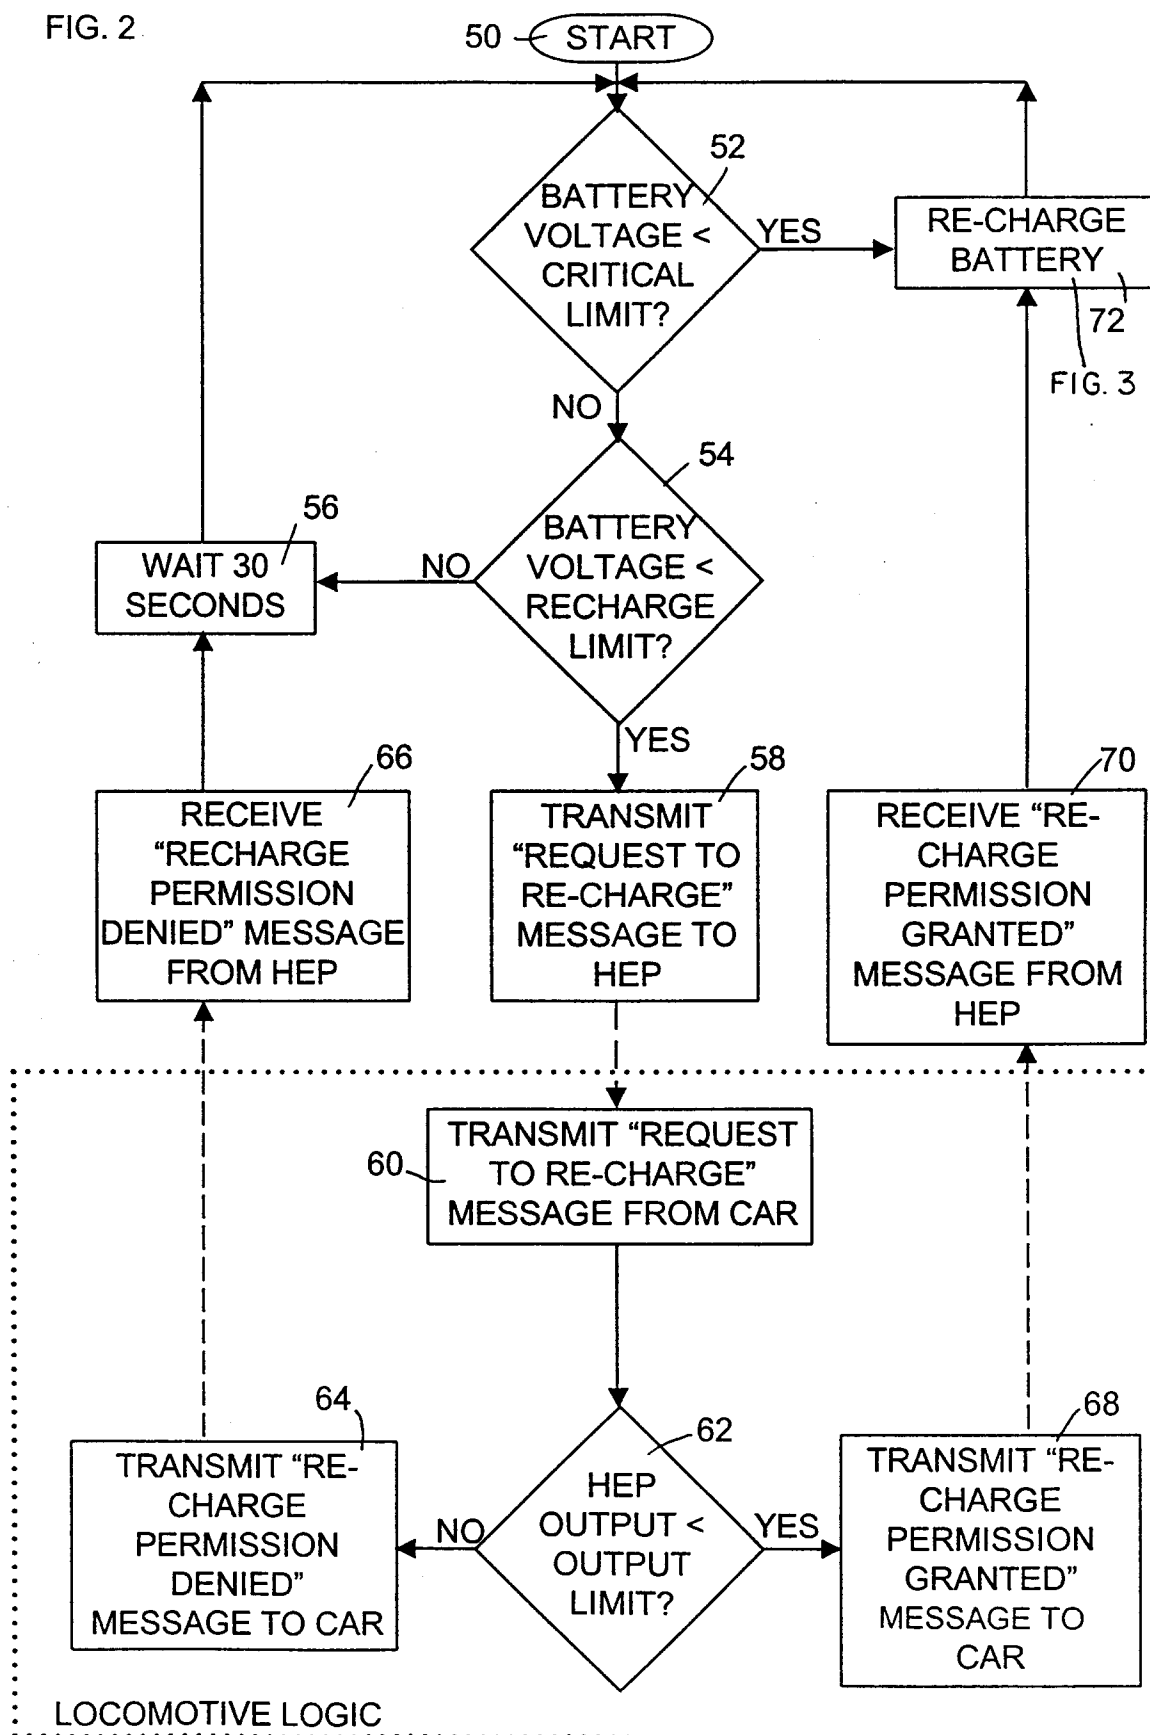 FIG. 2
50
START
52
BATTERY
VOLTAGE <
CRITICAL
LIMIT?
YES
RE-CHARGE
BATTERY
72
FIG. 3
NO
54
BATTERY
VOLTAGE <
RECHARGE
LIMIT?
NO
56
WAIT 30
SECONDS
YES
66
RECEIVE
“RECHARGE
PERMISSION
DENIED” MESSAGE
FROM HEP
58
TRANSMIT
“REQUEST TO
RE-CHARGE”
MESSAGE TO
HEP
70
RECEIVE “RE-
CHARGE
PERMISSION
GRANTED”
MESSAGE FROM
HEP
60
TRANSMIT “REQUEST
TO RE-CHARGE”
MESSAGE FROM CAR
64
TRANSMIT “RE-
CHARGE
PERMISSION
DENIED”
MESSAGE TO CAR
NO
62
HEP
OUTPUT <
OUTPUT
LIMIT?
YES
68
TRANSMIT “RE-
CHARGE
PERMISSION
GRANTED”
MESSAGE TO
CAR
LOCOMOTIVE LOGIC